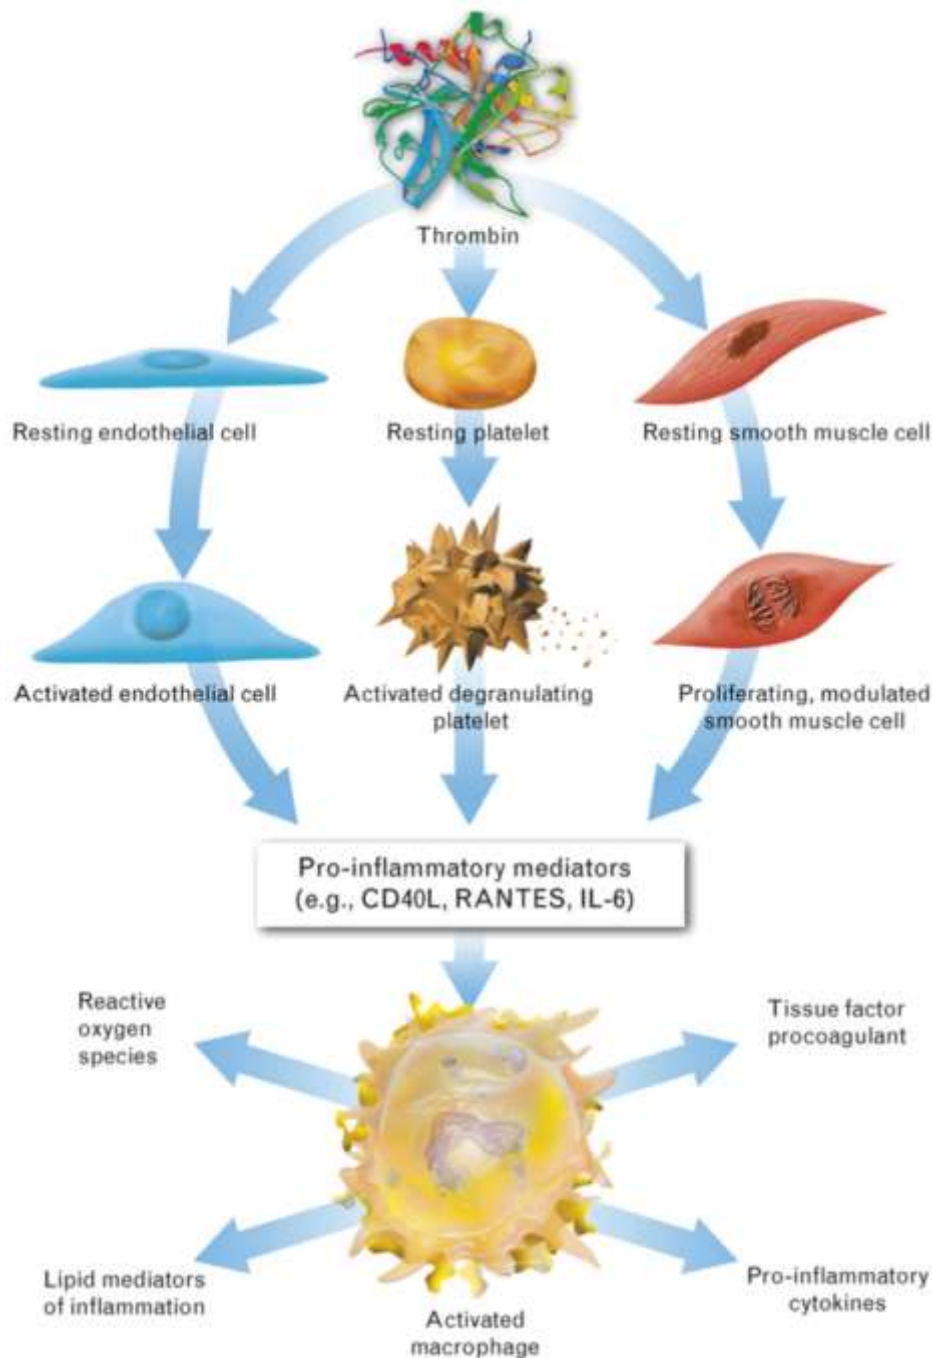 Thrombin
Resting endothelial cell
Resting platelet
Resting smooth muscle cell
Activated endothelial cell
Activated degranulating
platelet
Proliferating, modulated
smooth muscle cell
Pro-inflammatory mediators
(e.g., CD40L, RANTES, IL-6)
Reactive
oxygen
species
Tissue factor
procoagulant
Lipid mediators
of inflammation
Pro-inflammatory
cytokines
Activated
macrophage